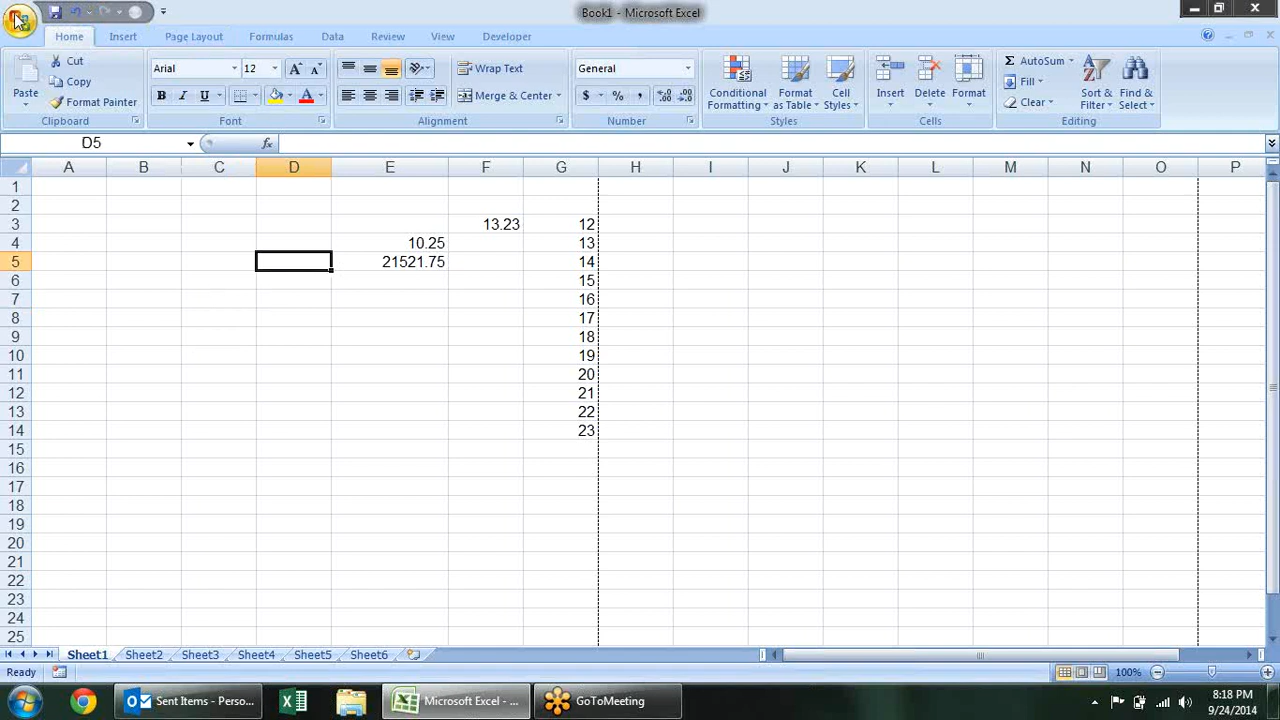 Book1 - Microsoft Excel
Home Insert Page Layout Formulas Data Review View Developer
Paste
Cut
Copy
Format Painter
Clipboard
Arial 12
B I U
Font
Wrap Text
Merge & Center
Alignment
General
$ % ,
Number
Conditional Formatting
Format as Table
Cell Styles
Styles
Insert Delete Format
Cells
Σ AutoSum
Fill
Clear
Sort & Filter
Find & Select
Editing
D5 fx
A B C D E F G H I J K L M N O P
1
2
3 13.23 12
4 10.25 13
5 21521.75 14
6 15
7 16
8 17
9 18
10 19
11 20
12 21
13 22
14 23
15
16
17
18
19
20
21
22
23
24
25
Sheet1 Sheet2 Sheet3 Sheet4 Sheet5 Sheet6
Ready 100%
Sent Items - Perso... Microsoft Excel - ... GoToMeeting
8:18 PM
9/24/2014